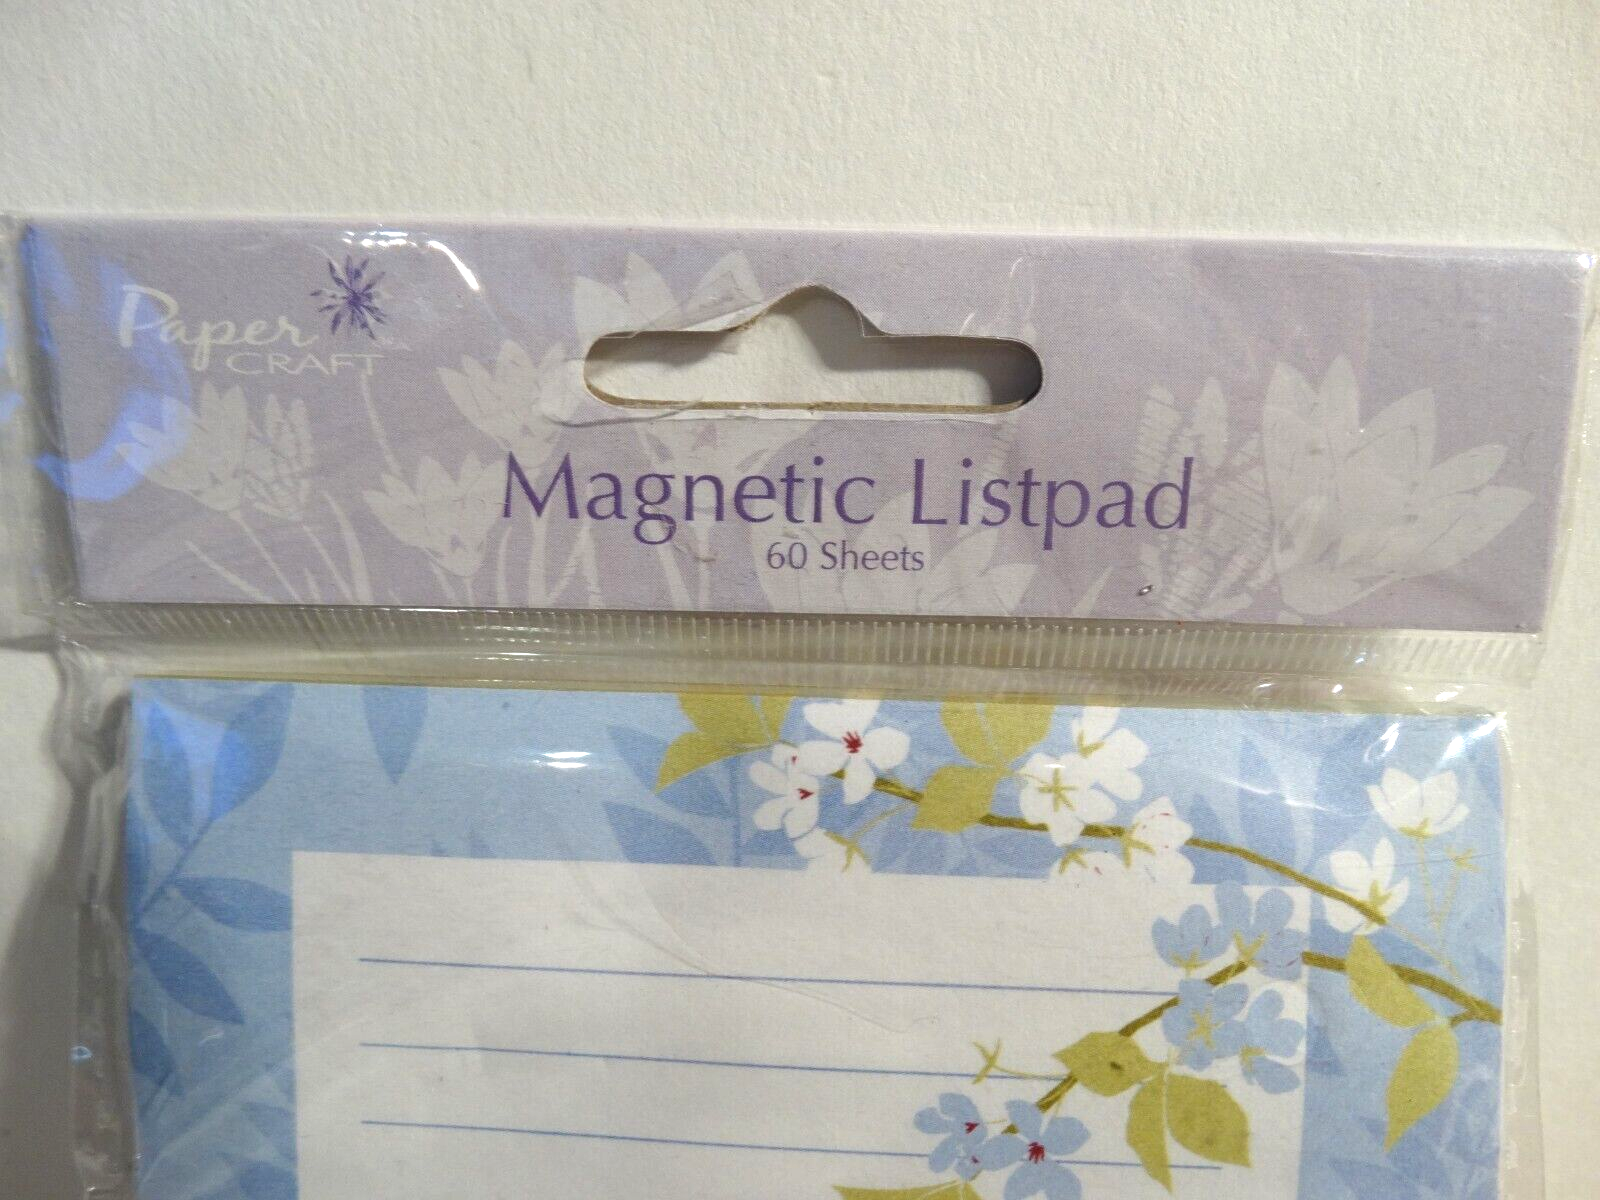 Paper
CRAFT
Magnetic Listpad
60 Sheets